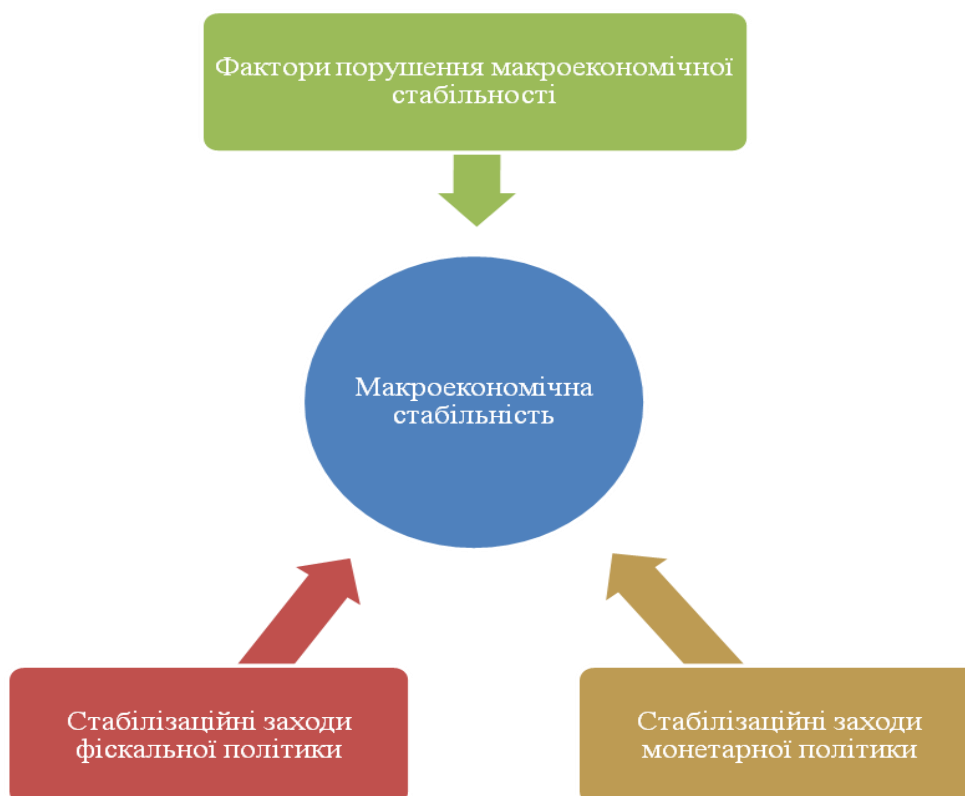 Фактори порушення макроекономічної
стабільності
Макроекономічна
стабільність
Стабілізаційні заходи
фіскальної політики
Стабілізаційні заходи
монетарної політики